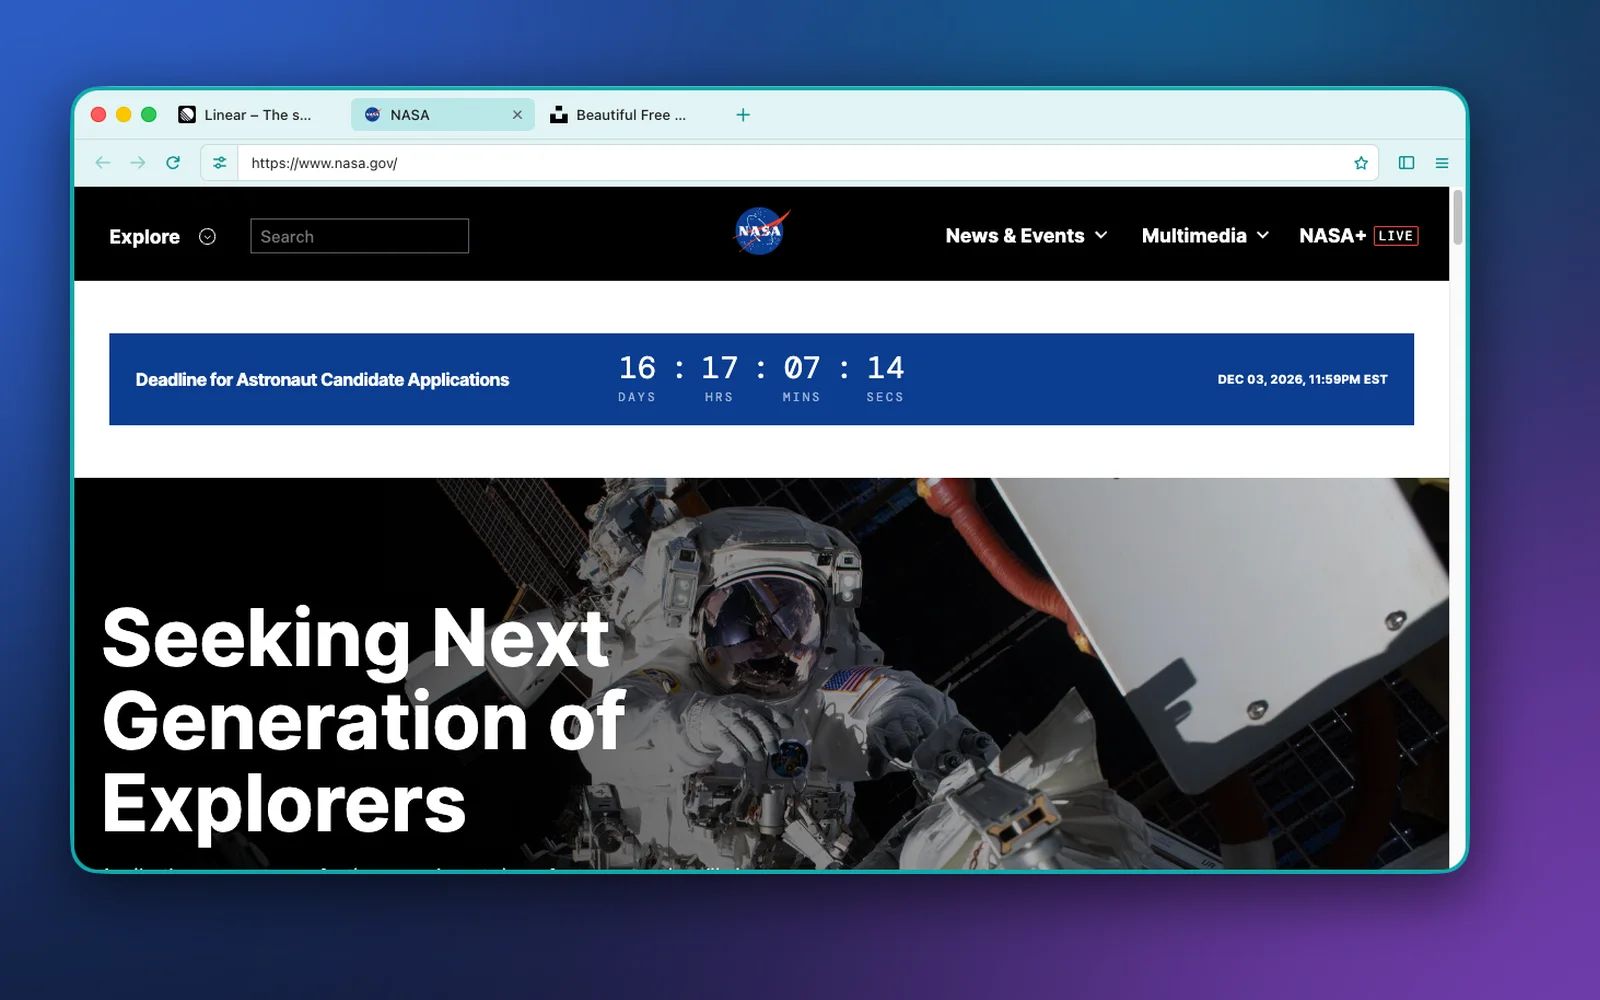 Linear – The s...
NASA
Beautiful Free ...
https://www.nasa.gov/
Explore
Search
NASA
News & Events
Multimedia
NASA+ LIVE
Deadline for Astronaut Candidate Applications
16 : 17 : 07 : 14
DAYS HRS MINS SECS
DEC 03, 2026, 11:59PM EST
Seeking Next
Generation of
Explorers